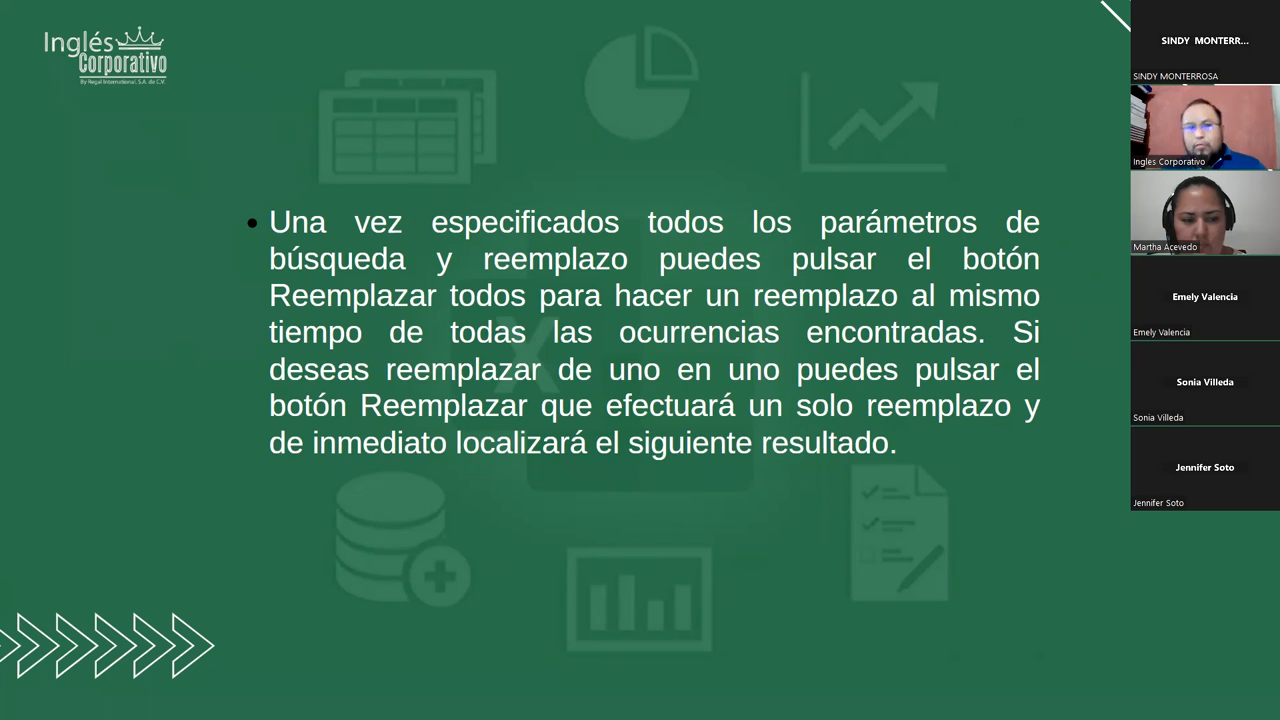 Inglés
Corporativo
By Regal International, S.A. de C.V.
Una vez especificados todos los parámetros de
búsqueda y reemplazo puedes pulsar el botón
Reemplazar todos para hacer un reemplazo al mismo
tiempo de todas las ocurrencias encontradas. Si
deseas reemplazar de uno en uno puedes pulsar el
botón Reemplazar que efectuará un solo reemplazo y
de inmediato localizará el siguiente resultado.
SINDY MONTERR...
SINDY MONTERROSA
Ingles Corporativo
Martha Acevedo
Emely Valencia
Emely Valencia
Sonia Villeda
Sonia Villeda
Jennifer Soto
Jennifer Soto